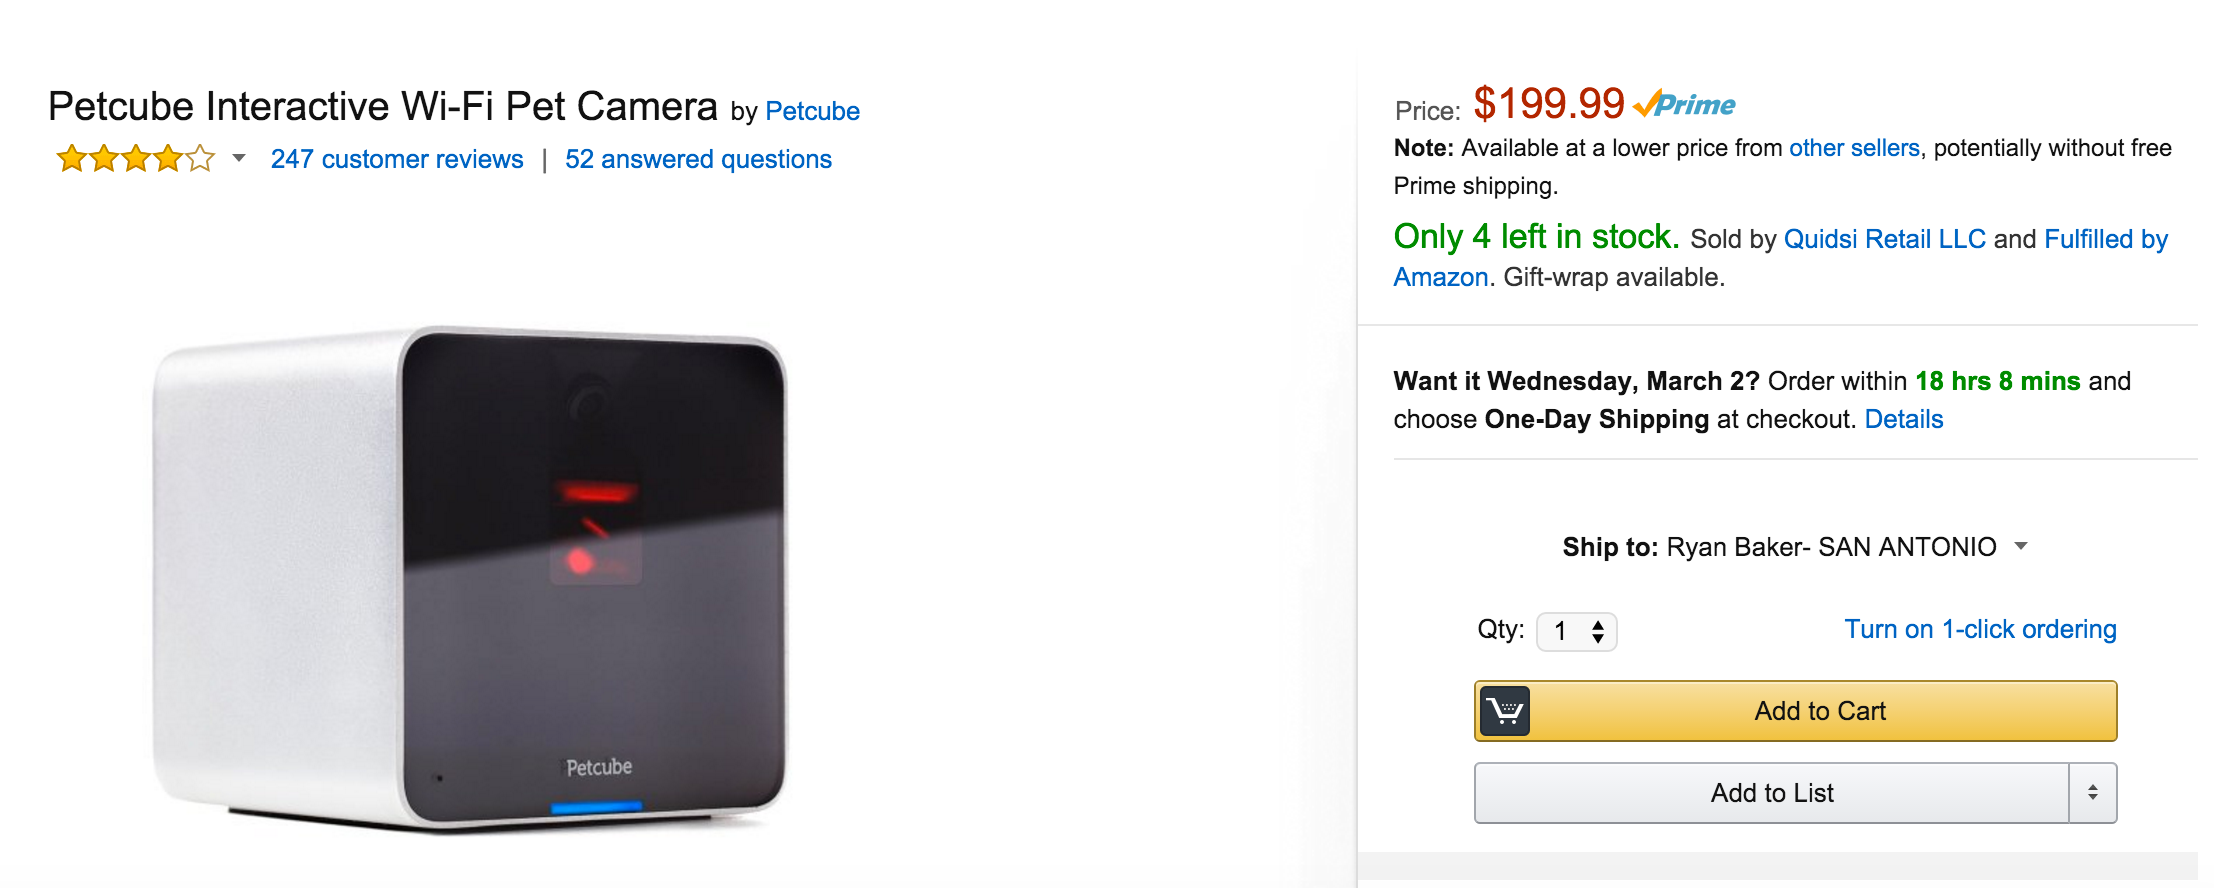 Petcube Interactive Wi-Fi Pet Camera by Petcube
247 customer reviews | 52 answered questions
Petcube
Price: $199.99 Prime
Note: Available at a lower price from other sellers, potentially without free
Prime shipping.
Only 4 left in stock. Sold by Quidsi Retail LLC and Fulfilled by
Amazon. Gift-wrap available.
Want it Wednesday, March 2? Order within 18 hrs 8 mins and
choose One-Day Shipping at checkout. Details
Ship to: Ryan Baker- SAN ANTONIO
Qty: 1 Turn on 1-click ordering
Add to Cart
Add to List